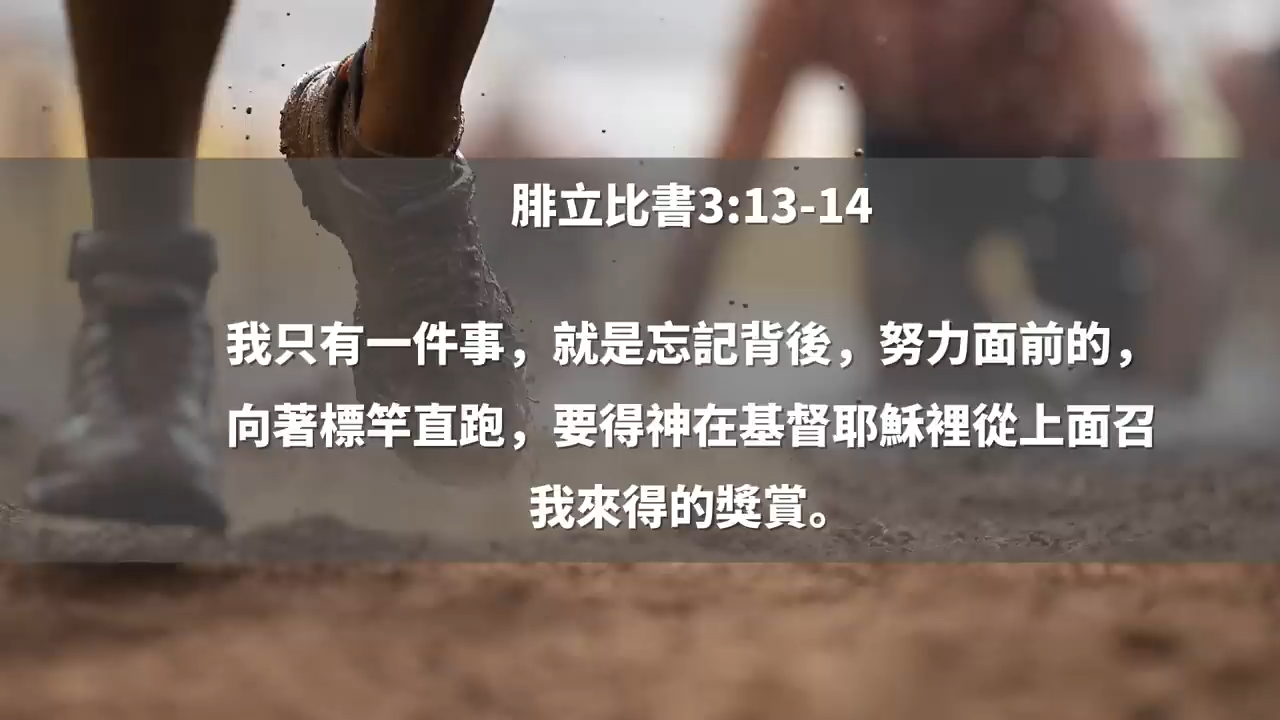 腓立比書3:13-14
我只有一件事，就是忘記背後，努力面前的，
向著標竿直跑，要得神在基督耶穌裡從上面召
我來得的獎賞。